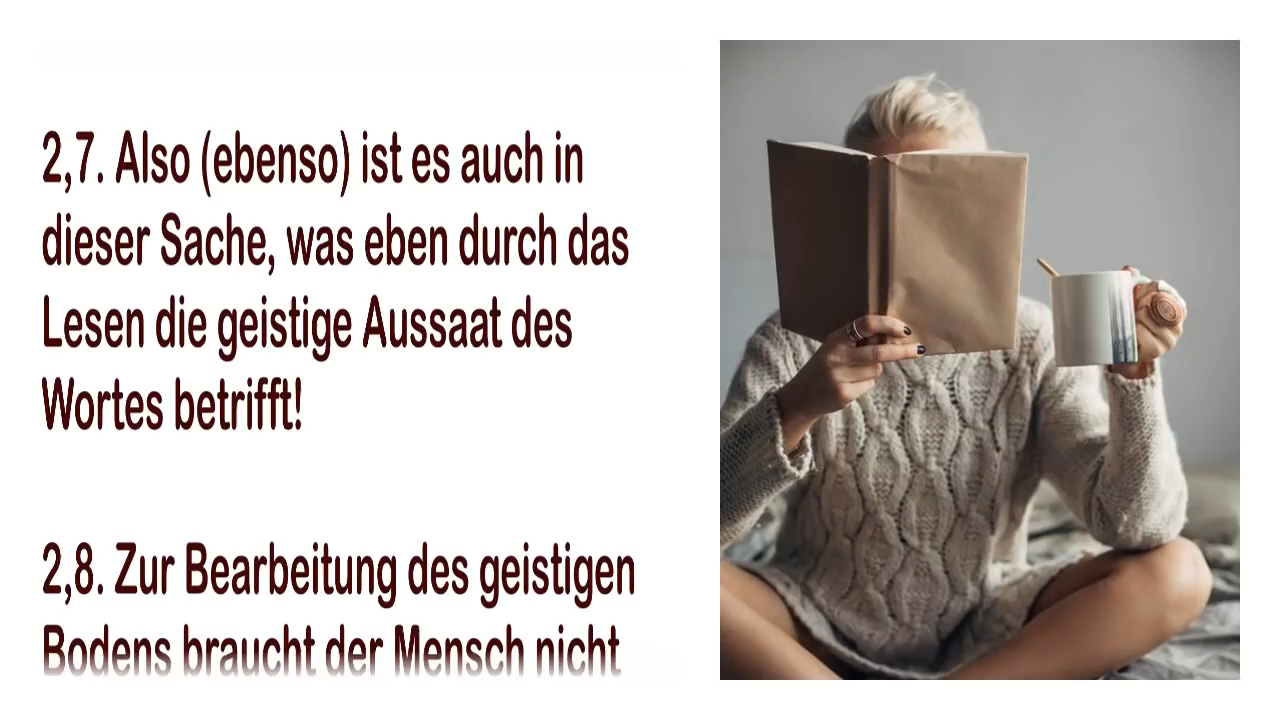 2,7. Also (ebenso) ist es auch in
dieser Sache, was eben durch das
Lesen die geistige Aussaat des
Wortes betrifft!
2,8. Zur Bearbeitung des geistigen
Bodens braucht der Mensch nicht